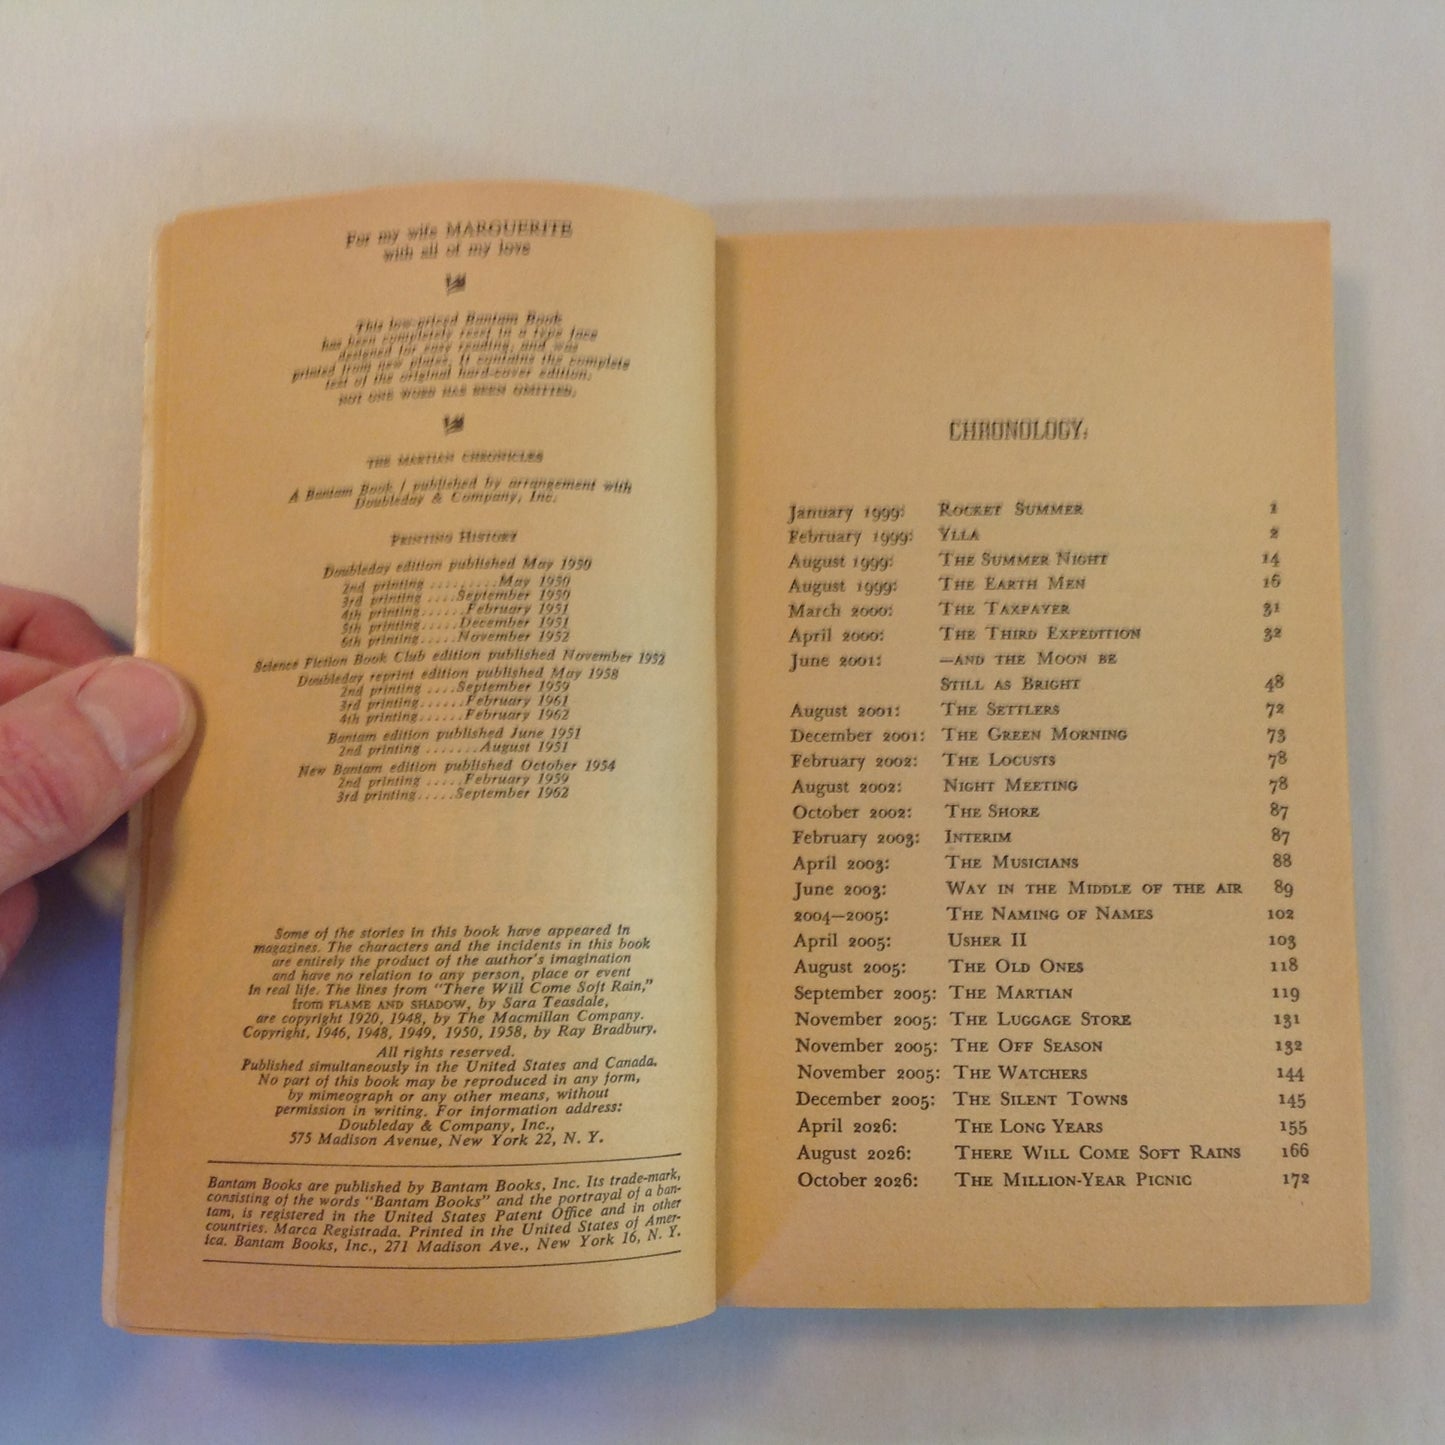 For my wife MARGUERITE
with all of my love
This low-priced Bantam Book
has been completely reset in a type face
designed for easy reading, and was
printed from new plates. It contains the complete
text of the original hard-cover edition.
NOT ONE WORD HAS BEEN OMITTED.
THE MARTIAN CHRONICLES
A Bantam Book / published by arrangement with
Doubleday & Company, Inc.
PRINTING HISTORY
Doubleday edition published May 1950
2nd printing .........May 1950
3rd printing ....September 1950
4th printing......February 1951
5th printing.....December 1951
6th printing.....November 1952
Science Fiction Book Club edition published November 1952
Doubleday reprint edition published May 1958
2nd printing ....September 1959
3rd printing......February 1961
4th printing......February 1962
Bantam edition published June 1951
2nd printing .......August 1951
New Bantam edition published October 1954
2nd printing .....February 1959
3rd printing.....September 1962
Some of the stories in this book have appeared in
magazines. The characters and the incidents in this book
are entirely the product of the author's imagination
and have no relation to any person, place or event
in real life. The lines from "There Will Come Soft Rain,"
from FLAME AND SHADOW, by Sara Teasdale,
are copyright 1920, 1948, by The Macmillan Company.
Copyright, 1946, 1948, 1949, 1950, 1958, by Ray Bradbury.
All rights reserved.
Published simultaneously in the United States and Canada.
No part of this book may be reproduced in any form,
by mimeograph or any other means, without
permission in writing. For information address:
Doubleday & Company, Inc.,
575 Madison Avenue, New York 22, N. Y.
Bantam Books are published by Bantam Books, Inc. Its trade-mark,
consisting of the words "Bantam Books" and the portrayal of a ban-
tam, is registered in the United States Patent Office and in other
countries. Marca Registrada. Printed in the United States of Amer-
ica. Bantam Books, Inc., 271 Madison Ave., New York 16, N. Y.
CHRONOLOGY:
January 1999: ROCKET SUMMER 1
February 1999: YLLA 2
August 1999: THE SUMMER NIGHT 14
August 1999: THE EARTH MEN 16
March 2000: THE TAXPAYER 31
April 2000: THE THIRD EXPEDITION 32
June 2001: —AND THE MOON BE
STILL AS BRIGHT 48
August 2001: THE SETTLERS 72
December 2001: THE GREEN MORNING 73
February 2002: THE LOCUSTS 78
August 2002: NIGHT MEETING 78
October 2002: THE SHORE 87
February 2003: INTERIM 87
April 2003: THE MUSICIANS 88
June 2003: WAY IN THE MIDDLE OF THE AIR 89
2004—2005: THE NAMING OF NAMES 102
April 2005: USHER II 103
August 2005: THE OLD ONES 118
September 2005: THE MARTIAN 119
November 2005: THE LUGGAGE STORE 131
November 2005: THE OFF SEASON 132
November 2005: THE WATCHERS 144
December 2005: THE SILENT TOWNS 145
April 2026: THE LONG YEARS 155
August 2026: THERE WILL COME SOFT RAINS 166
October 2026: THE MILLION-YEAR PICNIC 172